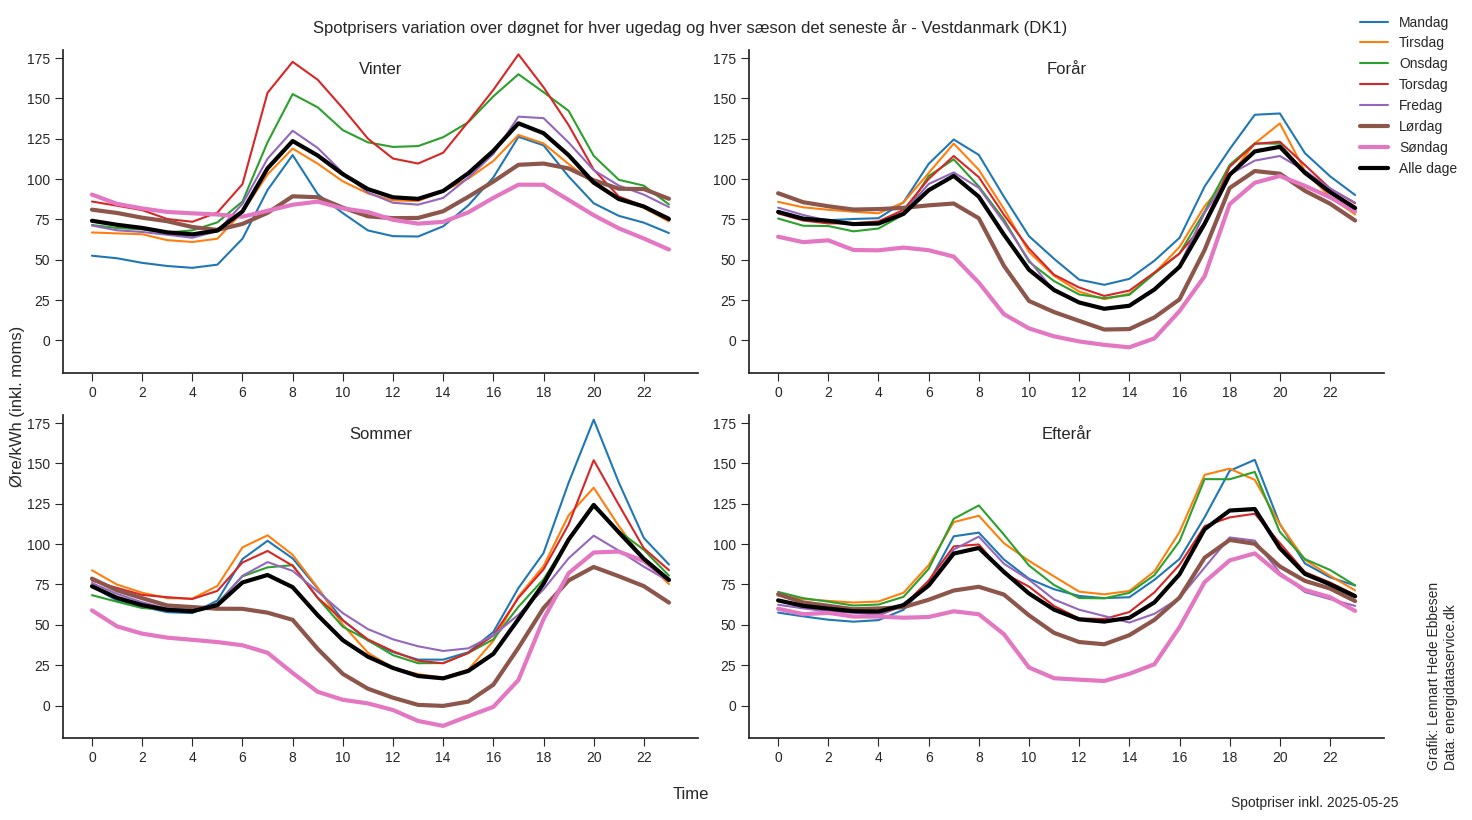 Spotprisers variation over døgnet for hver ugedag og hver sæson det seneste år - Vestdanmark (DK1)
Mandag
Tirsdag
Onsdag
Torsdag
Fredag
Lørdag
Søndag
Alle dage
Øre/kWh (inkl. moms)
Vinter
175
150
125
100
75
50
25
0
0 2 4 6 8 10 12 14 16 18 20 22
Forår
175
150
125
100
75
50
25
0
0 2 4 6 8 10 12 14 16 18 20 22
Sommer
175
150
125
100
75
50
25
0
0 2 4 6 8 10 12 14 16 18 20 22
Efterår
175
150
125
100
75
50
25
0
0 2 4 6 8 10 12 14 16 18 20 22
Time
Grafik: Lennart Hede Ebbesen
Data: energidataservice.dk
Spotpriser inkl. 2025-05-25